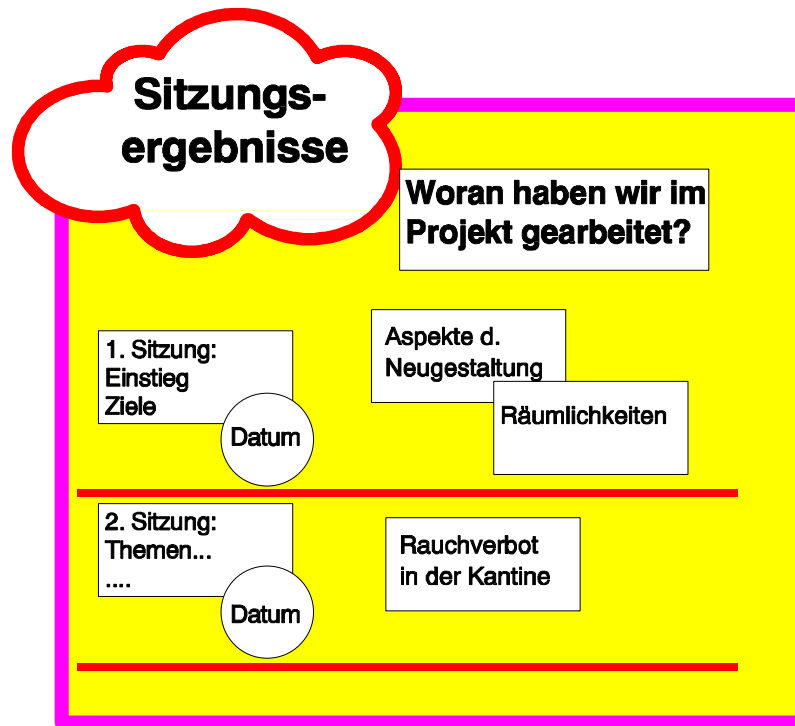 Sitzungs-
ergebnisse
Woran haben wir im
Projekt gearbeitet?
1. Sitzung:
Einstieg
Ziele
Datum
Aspekte d.
Neugestaltung
Räumlichkeiten
2. Sitzung:
Themen...
....
Datum
Rauchverbot
in der Kantine